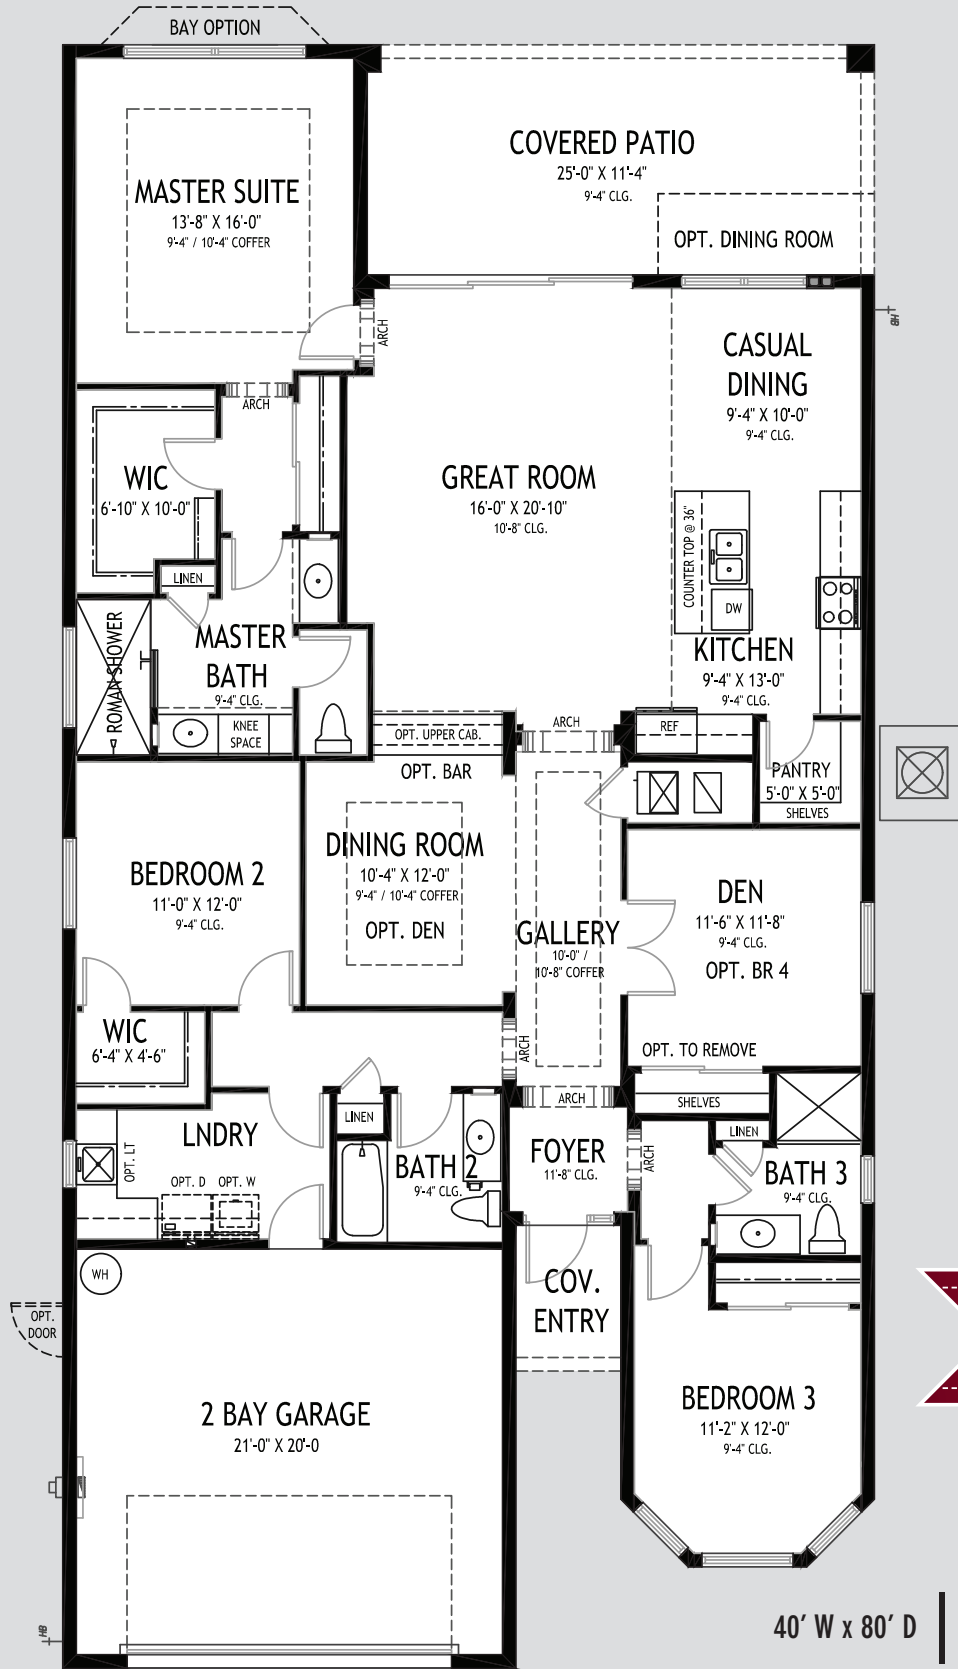 BAY OPTION
COVERED PATIO
25'-0" X 11'-4"
9'-4" CLG.
MASTER SUITE
13'-8" X 16'-0"
9'-4" / 10'-4" COFFER
OPT. DINING ROOM
HB
ARCH
CASUAL
DINING
9'-4" X 10'-0"
9'-4" CLG.
ARCH
WIC
6'-10" X 10'-0"
GREAT ROOM
16'-0" X 20'-10"
10'-8" CLG.
COUNTER TOP @ 36"
DW
LINEN
ROMAN SHOWER
MASTER
BATH
9'-4" CLG.
KITCHEN
9'-4" X 13'-0"
9'-4" CLG.
KNEE
SPACE
OPT. UPPER CAB.
ARCH
REF
OPT. BAR
PANTRY
5'-0" X 5'-0"
SHELVES
DINING ROOM
10'-4" X 12'-0"
9'-4" / 10'-4" COFFER
OPT. DEN
BEDROOM 2
11'-0" X 12'-0"
9'-4" CLG.
GALLERY
10'-0" /
10'-8" COFFER
DEN
11'-6" X 11'-8"
9'-4" CLG.
OPT. BR 4
WIC
6'-4" X 4'-6"
ARCH
OPT. TO REMOVE
SHELVES
ARCH
LINEN
LNDRY
OPT. LT
OPT. D
OPT. W
BATH 2
9'-4" CLG.
FOYER
11'-8" CLG.
ARCH
LINEN
BATH 3
9'-4" CLG.
WH
OPT.
DOOR
COV.
ENTRY
2 BAY GARAGE
21'-0" X 20'-0
BEDROOM 3
11'-2" X 12'-0"
9'-4" CLG.
HB
40' W x 80' D